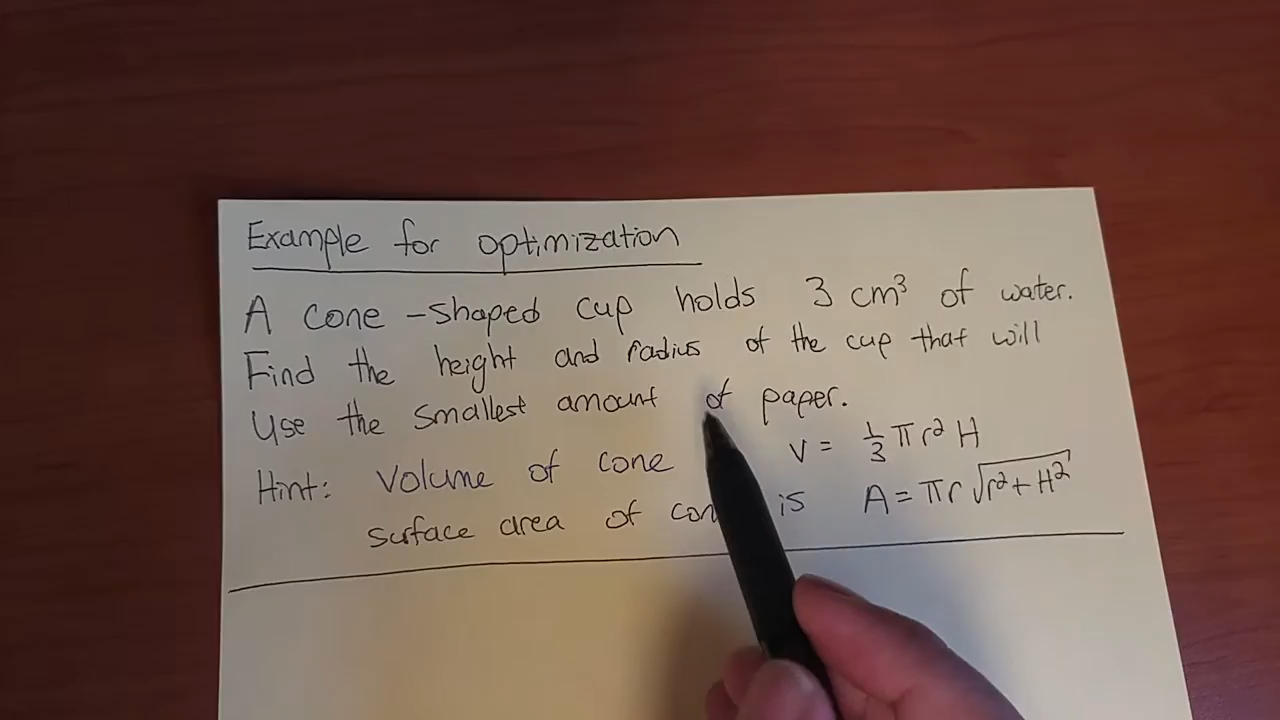 Example for optimization
A cone-shaped cup holds 3 cm³ of water.
Find the height and radius of the cup that will
Use the smallest amount of paper.
Hint: Volume of cone V = 1/3 πr² H
surface area of con is A = πr √(r² + H²)